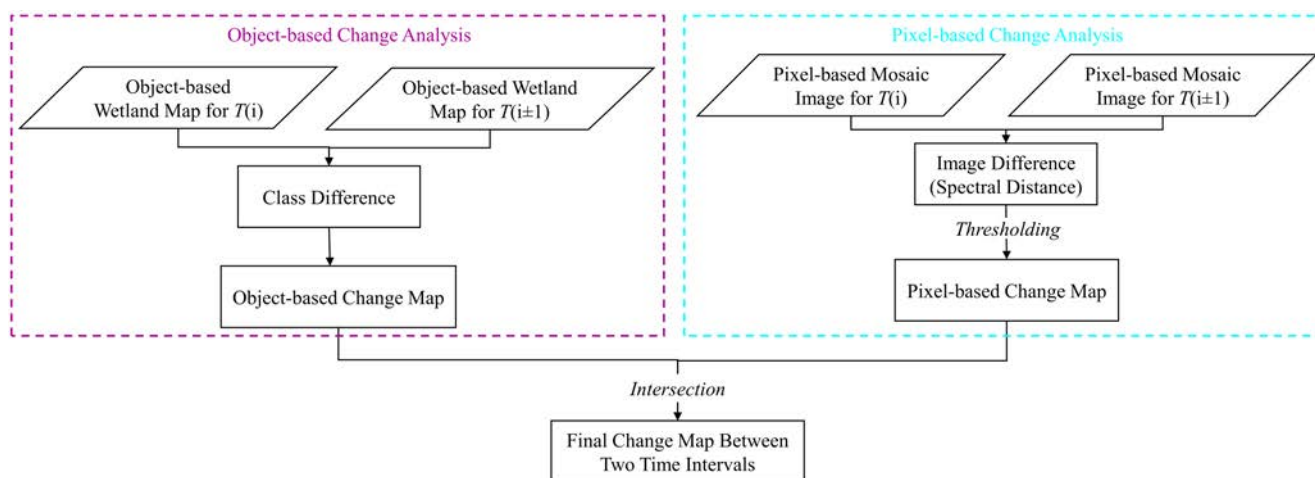 Object-based Change Analysis
Object-based
Wetland Map for T(i)
Object-based Wetland
Map for T(i±1)
Class Difference
Object-based Change Map
Pixel-based Change Analysis
Pixel-based Mosaic
Image for T(i)
Pixel-based Mosaic
Image for T(i±1)
Image Difference
(Spectral Distance)
Thresholding
Pixel-based Change Map
Intersection
Final Change Map Between
Two Time Intervals